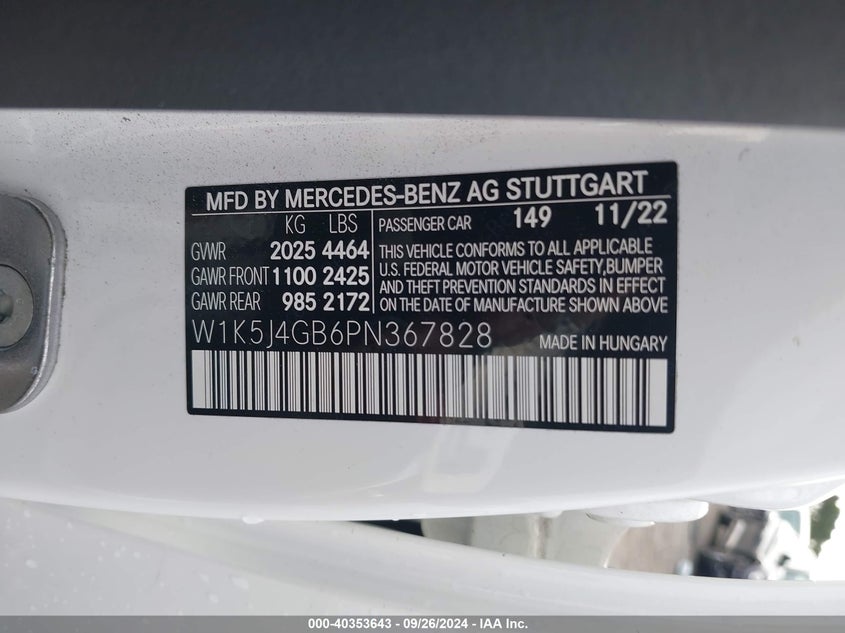 MFD BY MERCEDES-BENZ AG STUTTGART
KG LBS
GVWR 2025 4464
GAWR FRONT 1100 2425
GAWR REAR 985 2172
PASSENGER CAR 149 11/22
THIS VEHICLE CONFORMS TO ALL APPLICABLE
U.S. FEDERAL MOTOR VEHICLE SAFETY, BUMPER
AND THEFT PREVENTION STANDARDS IN EFFECT
ON THE DATE OF MANUFACTURE SHOWN ABOVE.
W1K5J4GB6PN367828 MADE IN HUNGARY
000-40353643 - 09/26/2024 - IAA Inc.